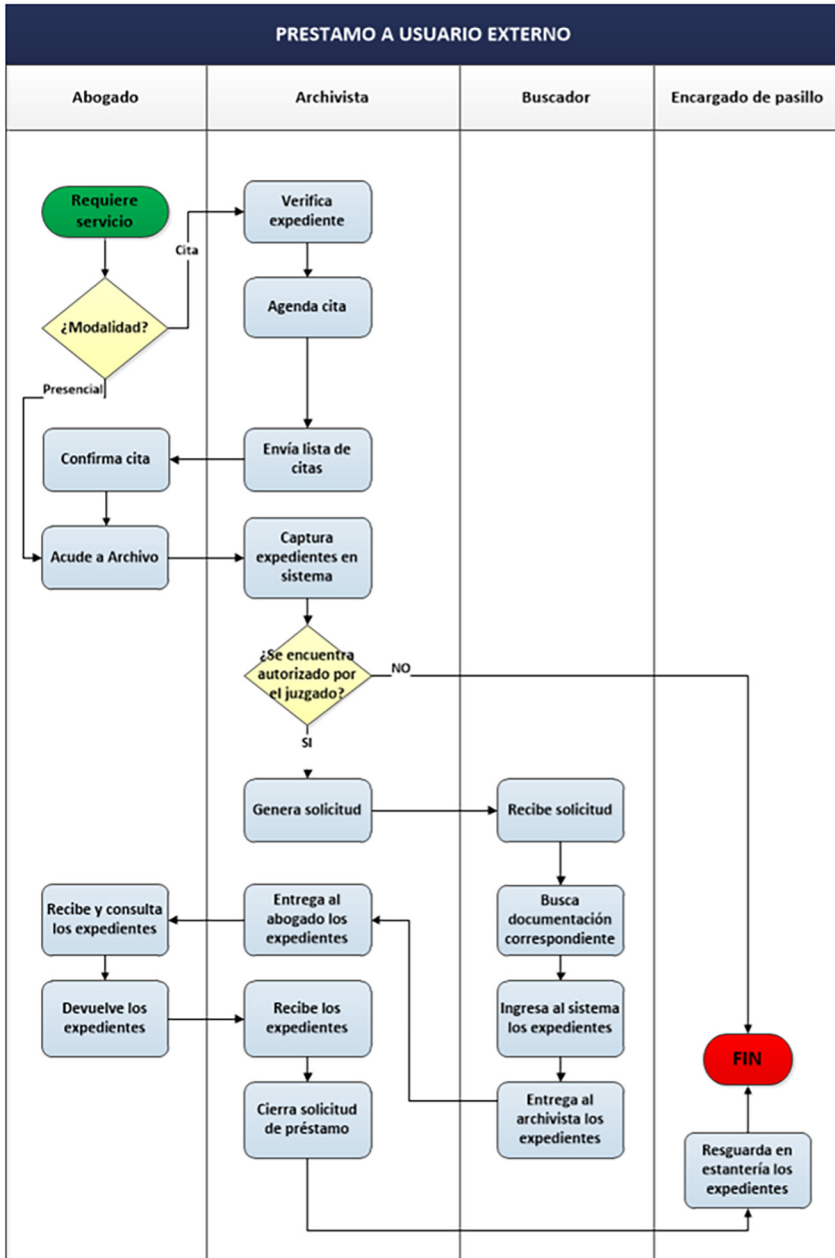 PRESTAMO A USUARIO EXTERNO
Abogado
Archivista
Buscador
Encargado de pasillo
Requiere
servicio
Verifica
expediente
Cita
Agenda cita
¿Modalidad?
Presencial
Confirma cita
Envía lista de
citas
Acude a Archivo
Captura
expedientes en
sistema
¿Se encuentra
autorizado por
el juzgado?
NO
SI
Genera solicitud
Recibe solicitud
Recibe y consulta
los expedientes
Entrega al
abogado los
expedientes
Busca
documentación
correspondiente
Devuelve los
expedientes
Recibe los
expedientes
Ingresa al sistema
los expedientes
FIN
Cierra solicitud
de préstamo
Entrega al
archivista los
expedientes
Resguarda en
estantería los
expedientes